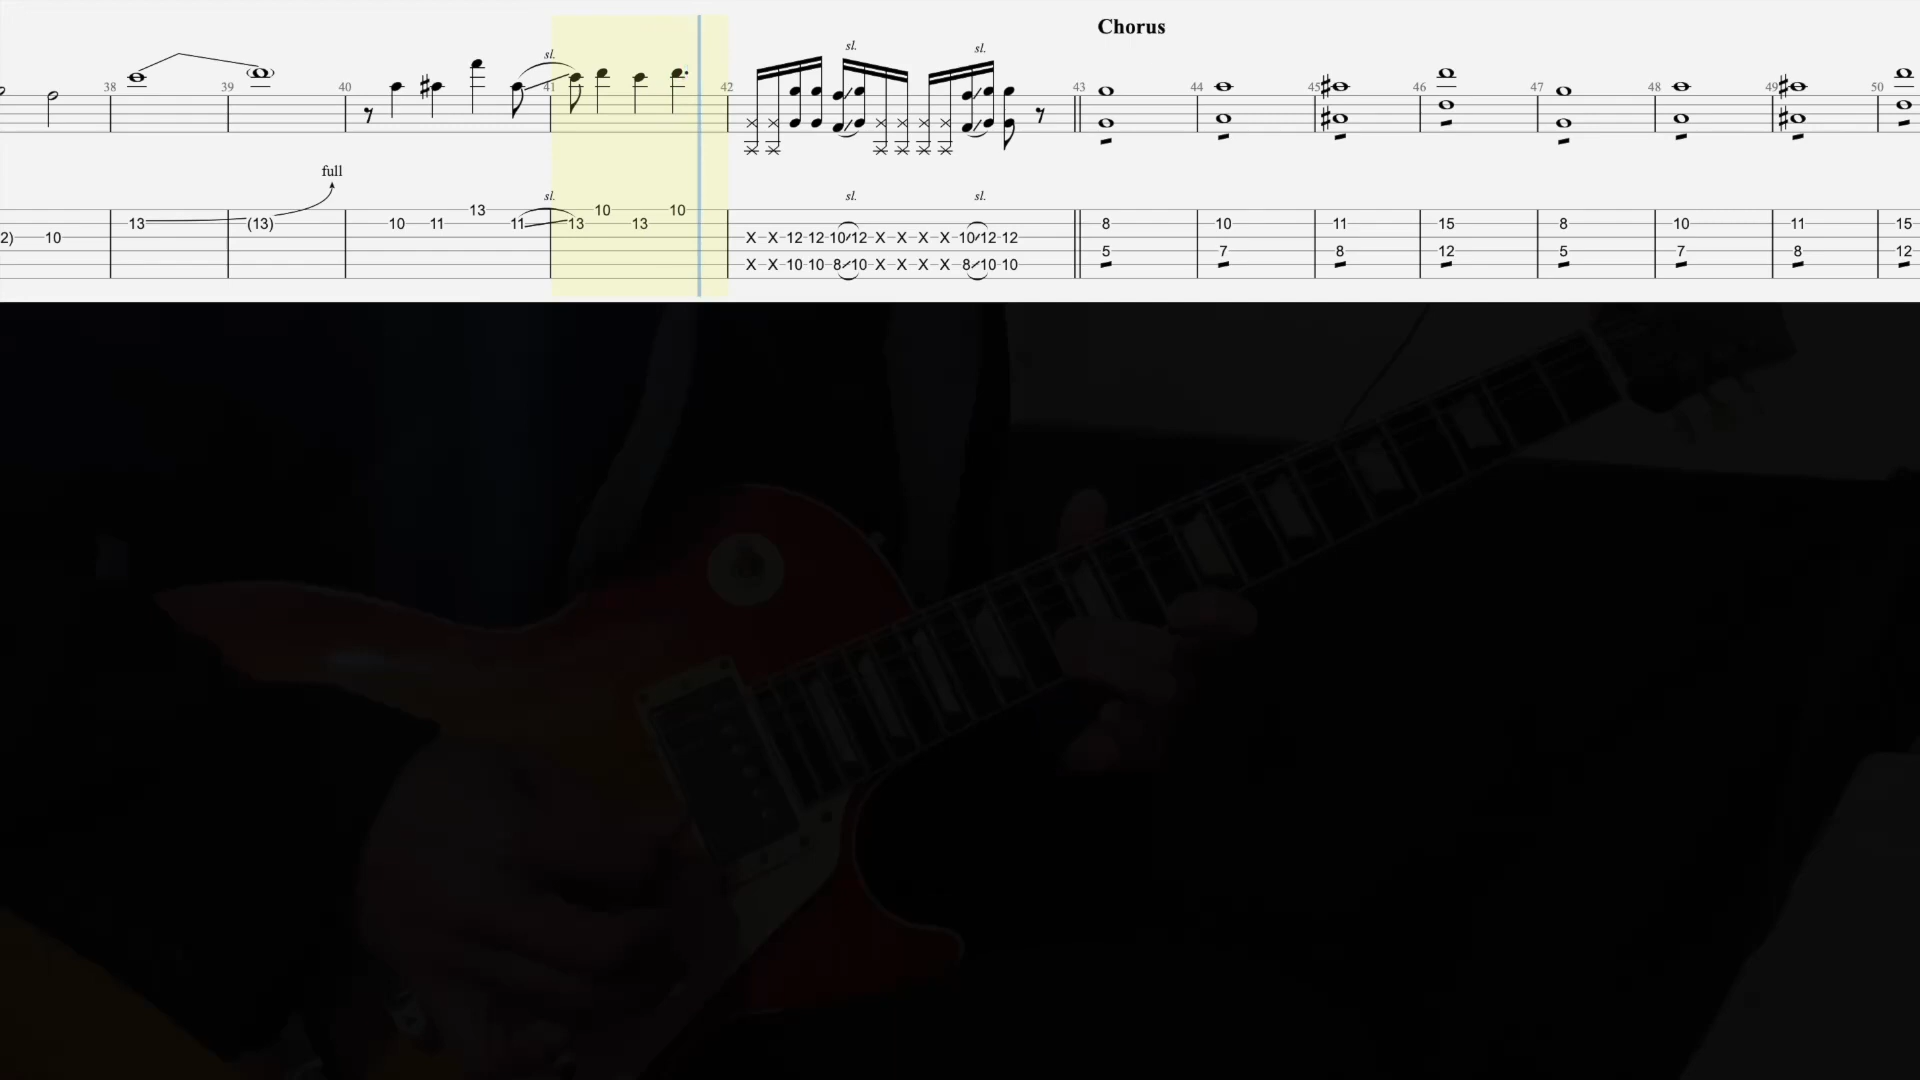 Chorus
sl. sl. sl.
38 39 40 41 42 43 44 45 46 47 48 49 50
full
sl. sl. sl.
13 10 10
13 (13) 10 11 11 13 13 8 10 11 15 8 10 11 15
2) 10 X X 12 12 10 12 X X X X 10 12 12
5 7 8 12 5 7 8 12
X X 10 10 8 10 X X X X 8 10 10